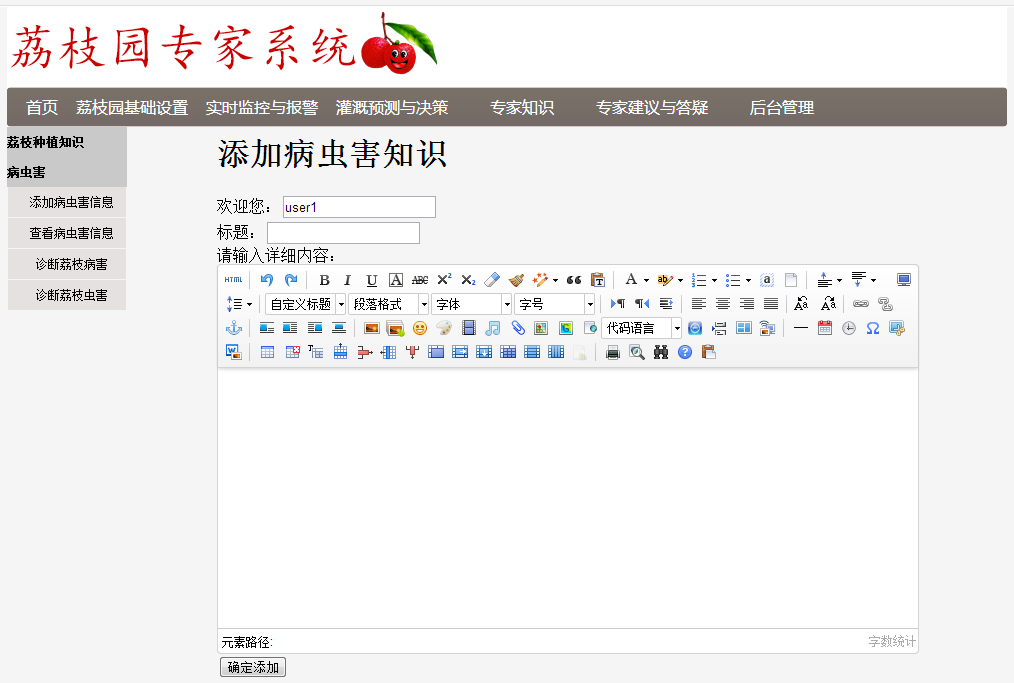 荔枝园专家系统
首页 荔枝园基础设置 实时监控与报警 灌溉预测与决策 专家知识 专家建议与答疑 后台管理
荔枝种植知识
病虫害
添加病虫害信息
查看病虫害信息
诊断荔枝病害
诊断荔枝虫害
添加病虫害知识
欢迎您： user1
标题：
请输入详细内容：
HTML B I U A ABC X² X₂ A ab a
自定义标题 段落格式 字体 字号
代码语言
元素路径: 字数统计
确定添加